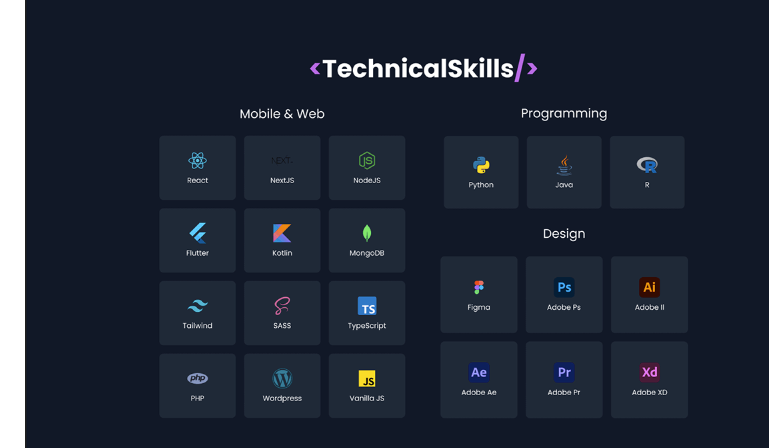 <TechnicalSkills/>
Mobile & Web
React
NEXT.
NextJS
JS
NodeJS
Flutter
Kotlin
MongoDB
Tailwind
SASS
TS
TypeScript
php
PHP
Wordpress
JS
Vanilla JS
Programming
Python
Java
R
R
Design
Figma
Ps
Adobe Ps
Ai
Adobe Il
Ae
Adobe Ae
Pr
Adobe Pr
Xd
Adobe XD